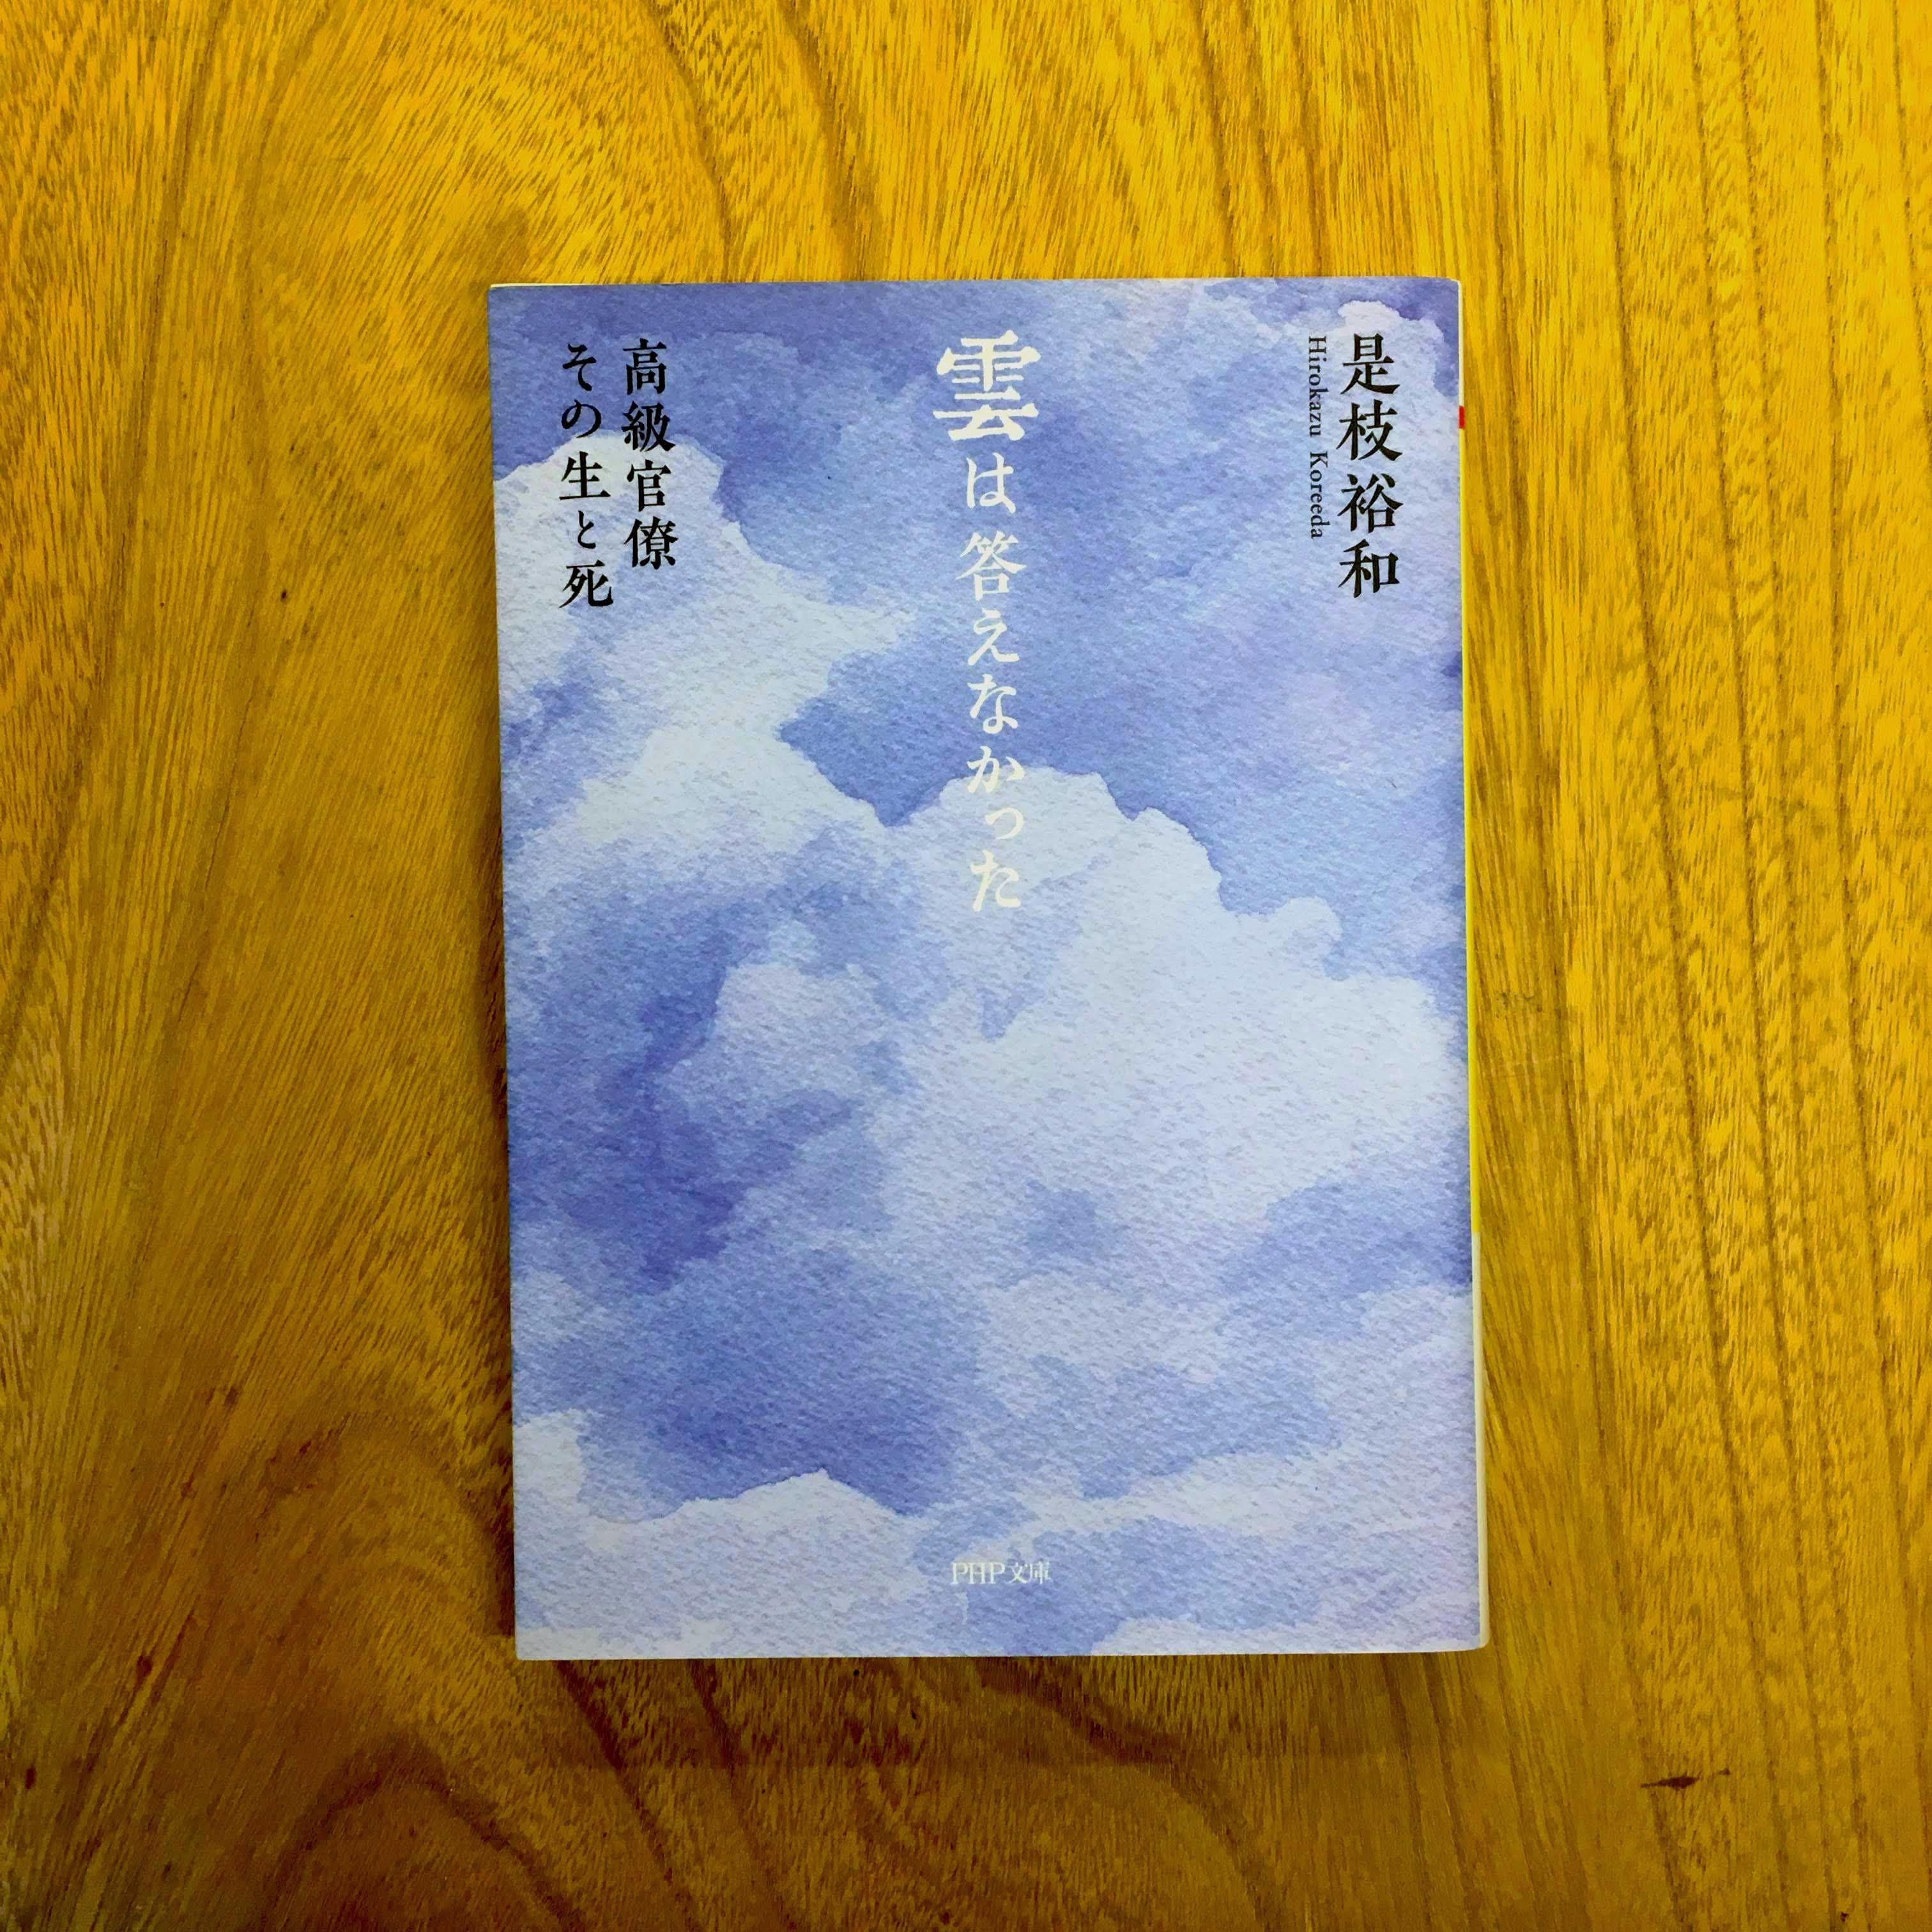 是枝裕和
Hirokazu Koreeda
雲は答えなかった
高級官僚
その生と死
PHP文庫